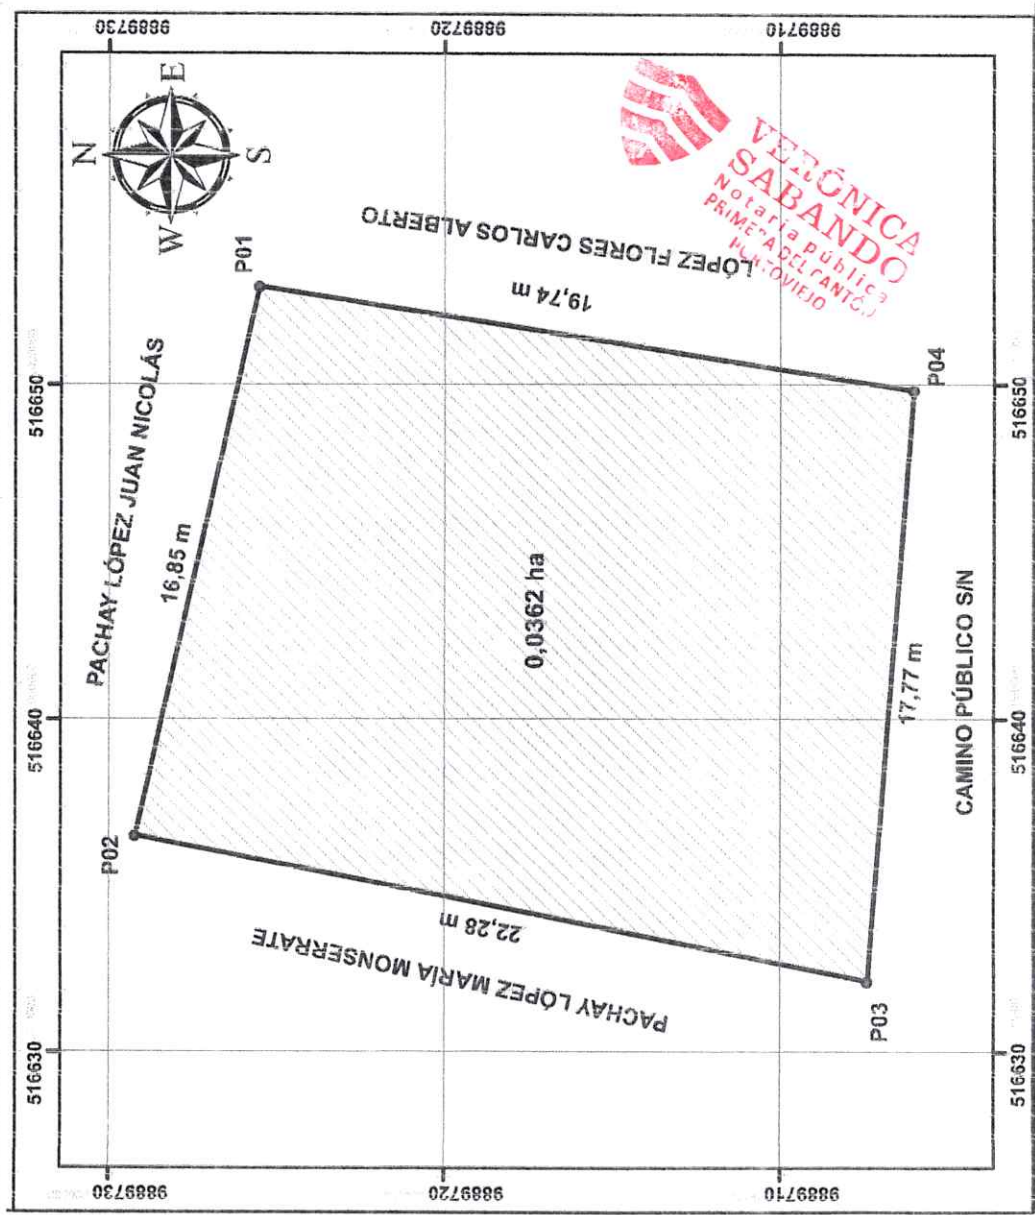 516630
516640
516650
9889730
9889730
N
W
E
S
PACHAY LÓPEZ JUAN NICOLÁS
16,85 m
P02
P01
LÓPEZ FLORES CARLOS ALBERTO
19,74 m
9889720
9889720
0,0362 ha
PACHAY LÓPEZ MARÍA MONSERRATE
22,28 m
VERÓNICA
SABANDO
Notaria pública
PRIMERA DEL CANTÓN
PORTOVIEJO
9889710
9889710
P03
P04
17,77 m
CAMINO PÚBLICO S/N
516630
516640
516650